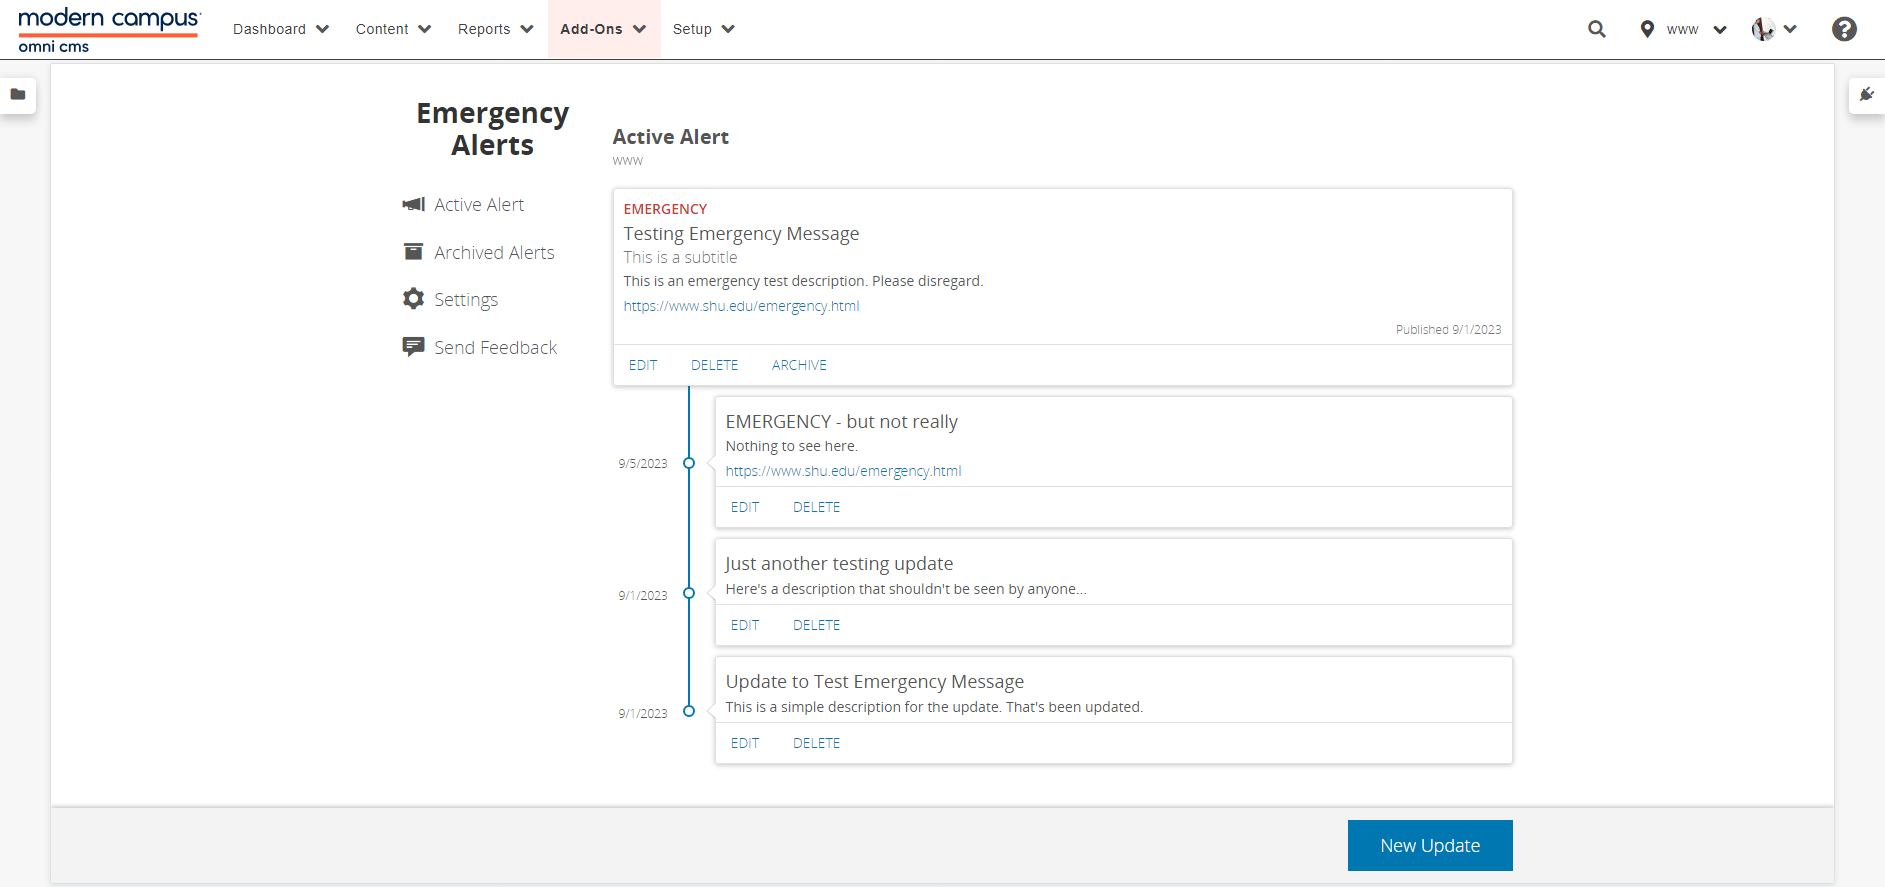 modern campus
omni cms
Dashboard
Content
Reports
Add-Ons
Setup
www
Emergency
Alerts
Active Alert
Archived Alerts
Settings
Send Feedback
Active Alert
www
EMERGENCY
Testing Emergency Message
This is a subtitle
This is an emergency test description. Please disregard.
https://www.shu.edu/emergency.html
Published 9/1/2023
EDIT DELETE ARCHIVE
9/5/2023
EMERGENCY - but not really
Nothing to see here.
https://www.shu.edu/emergency.html
EDIT DELETE
9/1/2023
Just another testing update
Here's a description that shouldn't be seen by anyone...
EDIT DELETE
9/1/2023
Update to Test Emergency Message
This is a simple description for the update. That's been updated.
EDIT DELETE
New Update